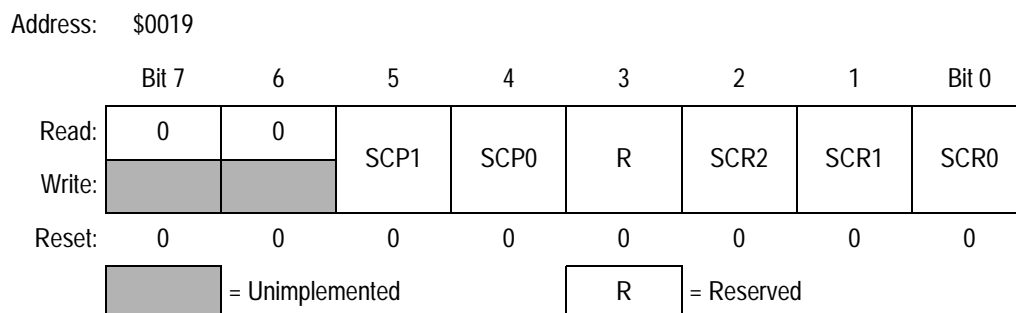 Address: $0019
Bit 7 6 5 4 3 2 1 Bit 0
Read: 0 0 SCP1 SCP0 R SCR2 SCR1 SCR0
Write:
Reset: 0 0 0 0 0 0 0 0
= Unimplemented R = Reserved